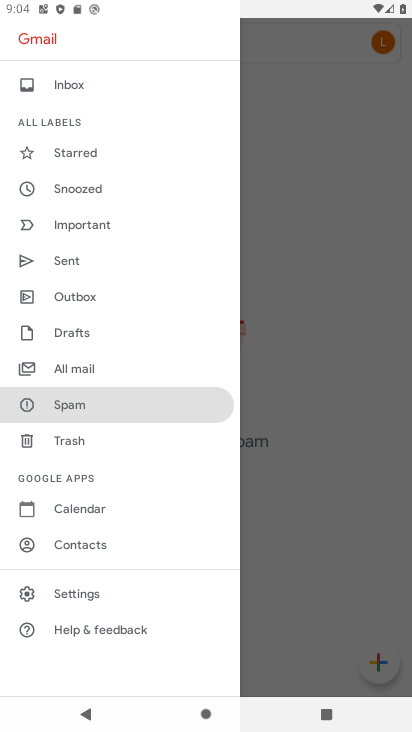 9:04
Gmail
L
Inbox
ALL LABELS
Starred
Snoozed
Important
Sent
Outbox
Drafts
All mail
Spam
Trash
pam
GOOGLE APPS
Calendar
Contacts
Settings
Help & feedback